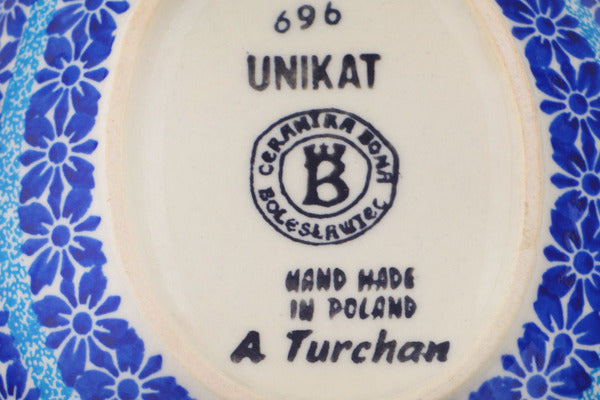 696
UNIKAT
CERAMIKA BONA
B
BOLESŁAWIEC
HAND MADE
IN POLAND
A Turchan